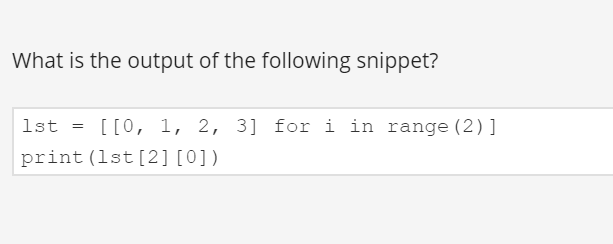 What is the output of the following snippet?
lst = [[0, 1, 2, 3] for i in range(2)]
print(lst[2][0])